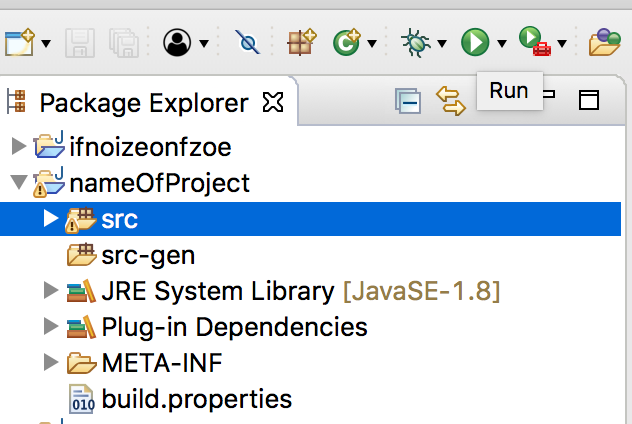 Package Explorer
Run
ifnoizeonfzoe
nameOfProject
src
src-gen
JRE System Library [JavaSE-1.8]
Plug-in Dependencies
META-INF
010
build.properties